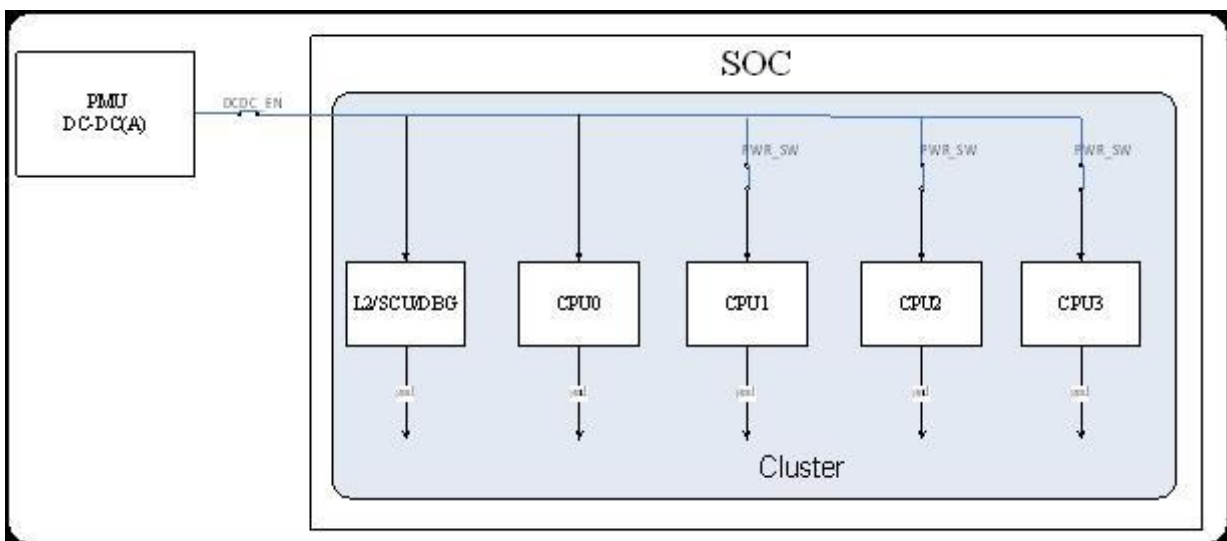 SOC
PMU
DC-DC(A)
DCDC_EN
PWR_SW
PWR_SW
PWR_SW
L2/SCU/DBG
CPU0
CPU1
CPU2
CPU3
Cluster